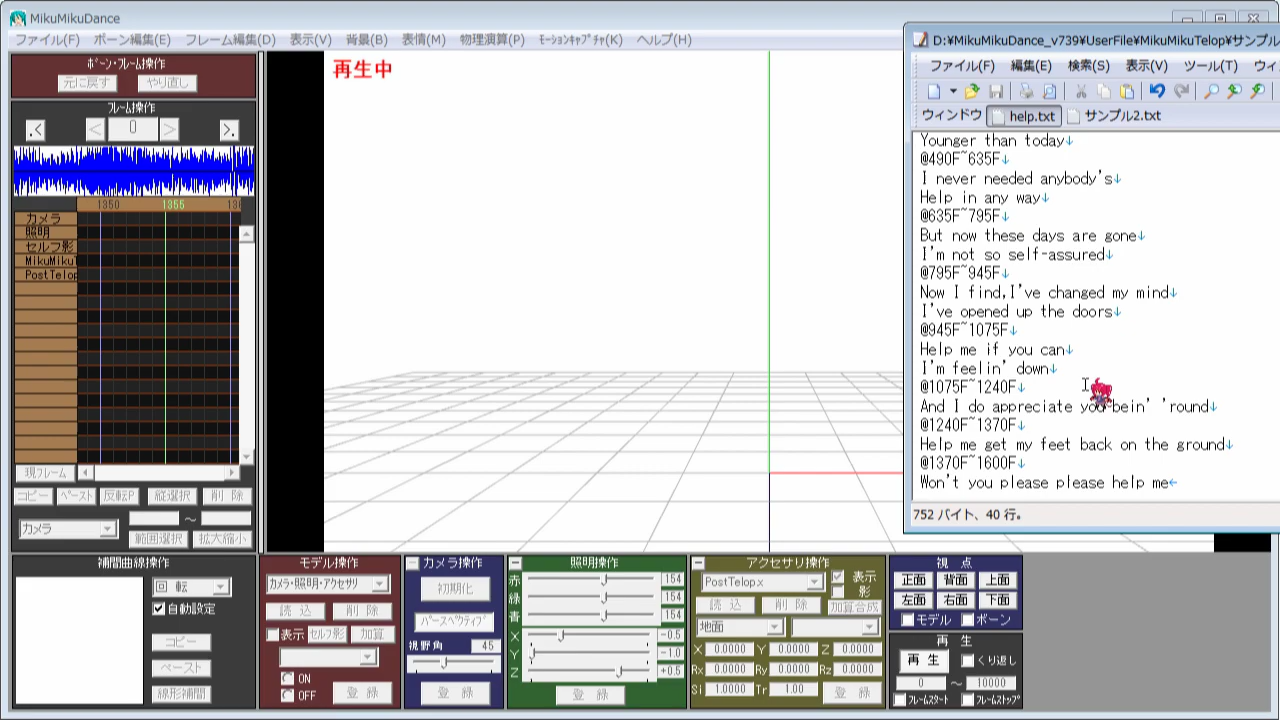 MikuMikuDance
ファイル(F) ボーン編集(E) フレーム編集(D) 表示(V) 背景(B) 表情(M) 物理演算(P) ﾓｰｼｮﾝｷｬﾌﾟﾁｬ(K) ヘルプ(H)
ﾎﾞｰﾝ･ﾌﾚｰﾑ操作
元に戻す やり直し
ﾌﾚｰﾑ操作
.< < 0 > >.
1350 1355
カメラ
照明
セルフ影
MikuMiku
PostTelop
現フレーム
コピー ﾍﾟｰｽﾄ 反転P 縦選択 削 除
カメラ ～
範囲選択 拡大縮小
再生中
D:¥MikuMikuDance_v739¥UserFile¥MikuMikuTelop¥サンプル
ファイル(F) 編集(E) 検索(S) 表示(V) ツール(T) ウィ
ウィンドウ help.txt サンプル2.txt
Younger than today↓
@490F~635F↓
I never needed anybody's↓
Help in any way↓
@635F~795F↓
But now these days are gone↓
I'm not so self-assured↓
@795F~945F↓
Now I find,I've changed my mind↓
I've opened up the doors↓
@945F~1075F↓
Help me if you can↓
I'm feelin' down↓
@1075F~1240F↓
And I do appreciate you bein' 'round↓
@1240F~1370F↓
Help me get my feet back on the ground↓
@1370F~1600F↓
Won't you please please help me←
752 バイト、40 行。
補間曲線操作
回 転
自動設定
コピー
ペースト
線形補間
モデル操作
ｶﾒﾗ･照明･ｱｸｾｻﾘ
読 込 削 除
表示 ｾﾙﾌ影 加算
ON
OFF
登 録
カメラ操作
初期化
ﾊﾟｰｽﾍﾟｸﾃｨﾌﾞ
視野角 45
登 録
照明操作
赤 154
緑 154
青 154
X -0.5
Y -1.0
Z +0.5
登 録
アクセサリ操作
PostTelop.x 表示
影
読 込 削 除 加算合成
地面
X 0.0000 Y 0.0000 Z 0.0000
Rx 0.0000 Ry 0.0000 Rz 0.0000
Si 1.0000 Tr 1.00 登 録
視 点
正面 背面 上面
左面 右面 下面
モデル ボーン
再 生
再 生 くり返し
0 ～ 10000
ﾌﾚｰﾑｽﾀｰﾄ ﾌﾚｰﾑｽﾄｯﾌﾟ